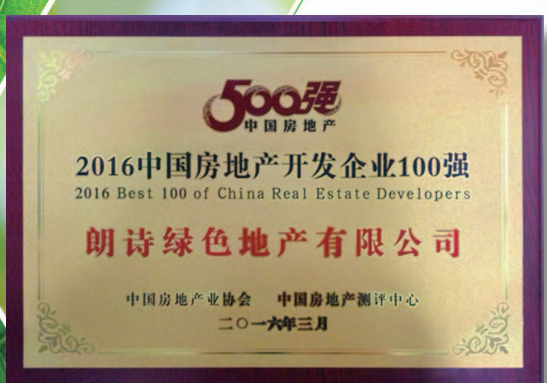 500强
中国房地产
2016中国房地产开发企业100强
2016 Best 100 of China Real Estate Developers
朗诗绿色地产有限公司
中国房地产业协会 中国房地产测评中心
二〇一六年三月